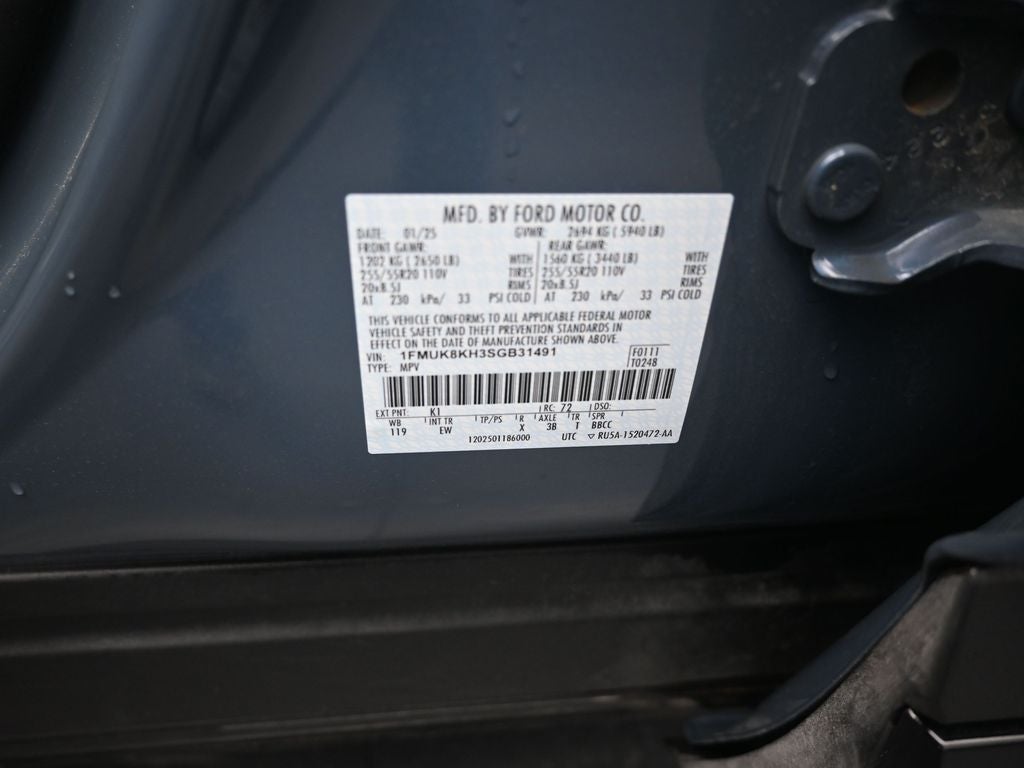 MFD. BY FORD MOTOR CO.
DATE: 01/25 GVWR: 2694 KG ( 5940 LB)
FRONT GAWR: REAR GAWR:
1202 KG ( 2650 LB) WITH 1560 KG ( 3440 LB) WITH
255/55R20 110V TIRES 255/55R20 110V TIRES
20x8.5J RIMS 20x8.5J RIMS
AT 230 kPa/ 33 PSI COLD AT 230 kPa/ 33 PSI COLD
THIS VEHICLE CONFORMS TO ALL APPLICABLE FEDERAL MOTOR
VEHICLE SAFETY AND THEFT PREVENTION STANDARDS IN
EFFECT ON THE DATE OF MANUFACTURE SHOWN ABOVE.
VIN: 1FMUK8KH3SGB31491 F0111
TYPE: MPV T0248
EXT PNT: K1 RC: 72 DSO:
WB INT TR TP/PS R AXLE TR SPR
119 EW X 3B T BBCC
1202501186000 UTC ▽ RU5A-1520472-AA